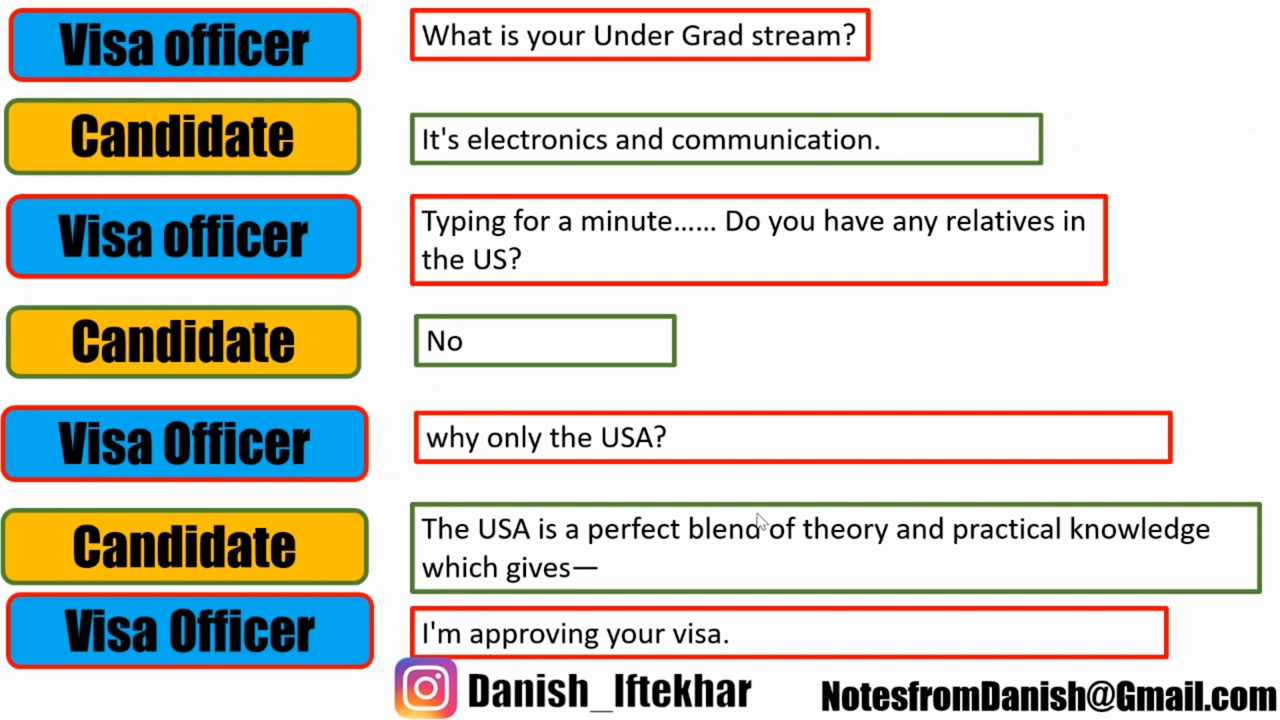 Visa officer
What is your Under Grad stream?
Candidate
It's electronics and communication.
Visa officer
Typing for a minute...... Do you have any relatives in
the US?
Candidate
No
Visa Officer
why only the USA?
Candidate
The USA is a perfect blend of theory and practical knowledge
which gives—
Visa Officer
I'm approving your visa.
Danish_Iftekhar
NotesfromDanish@Gmail.com